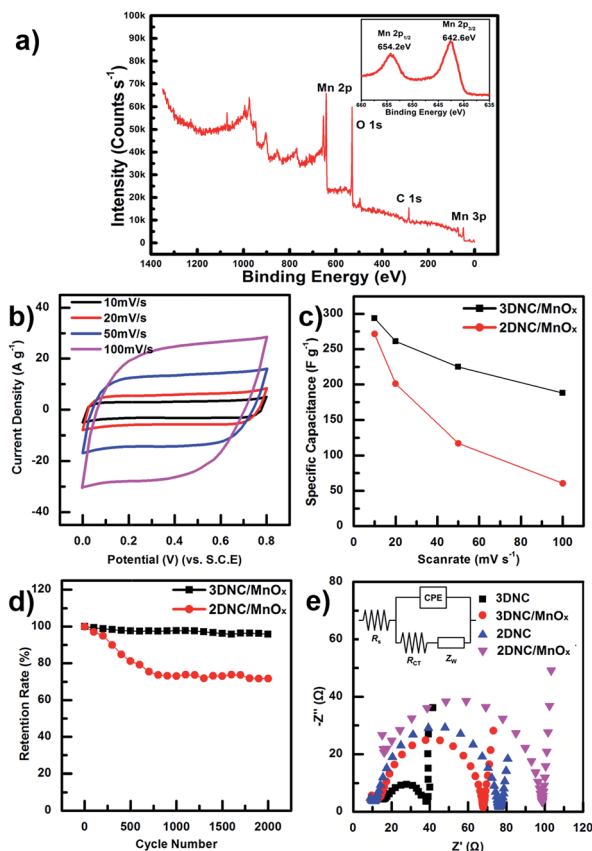 a)
Intensity (Counts s⁻¹)
100k
90k
80k
70k
60k
50k
40k
30k
20k
10k
0
1400 1200 1000 800 600 400 200 0
Binding Energy (eV)
Mn 2p
O 1s
C 1s
Mn 3p
Mn 2p₁/₂
654.2eV
Mn 2p₃/₂
642.6eV
660 655 650 645 640 635
Binding Energy (eV)
b)
Current Density (A g⁻¹)
40
20
0
-20
-40
10mV/s
20mV/s
50mV/s
100mV/s
0.0 0.2 0.4 0.6 0.8
Potential (V) (vs. S.C.E)
c)
Specific Capacitance (F g⁻¹)
350
300
250
200
150
100
50
0
3DNC/MnOₓ
2DNC/MnOₓ
20 40 60 80 100
Scanrate (mV s⁻¹)
d)
Retention Rate (%)
120
100
80
60
40
20
0
3DNC/MnOₓ
2DNC/MnOₓ
0 500 1000 1500 2000
Cycle Number
e)
-Z'' (Ω)
80
60
40
20
0
CPE
Rₛ
R_CT
Z_W
3DNC
3DNC/MnOₓ
2DNC
2DNC/MnOₓ
0 20 40 60 80 100 120
Z' (Ω)